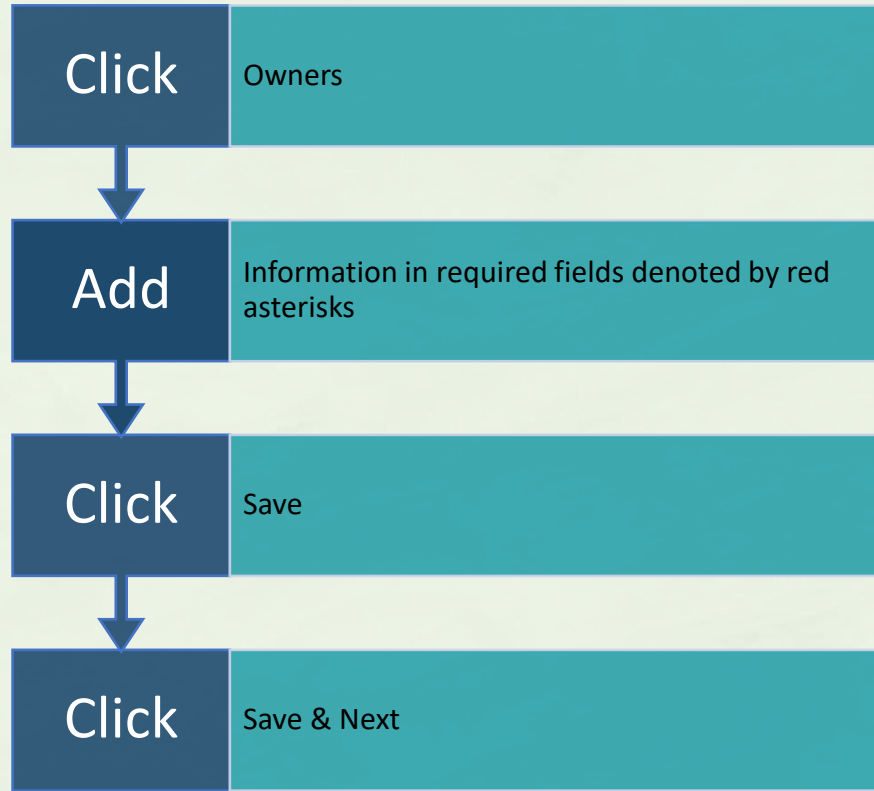 Click
Owners
Add
Information in required fields denoted by red
asterisks
Click
Save
Click
Save & Next